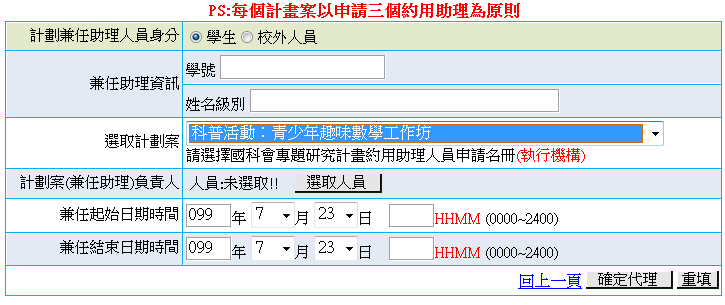 PS:每個計畫案以申請三個約用助理為原則
計劃兼任助理人員身分 學生 校外人員
兼任助理資訊
學號
姓名級別
選取計劃案
科普活動：青少年趣味數學工作坊
請選擇國科會專題研究計畫約用助理人員申請名冊(執行機構)
計劃案(兼任助理)負責人 人員:未選取!! 選取人員
兼任起始日期時間 099 年 7 月 23 日 HHMM (0000~2400)
兼任結束日期時間 099 年 7 月 23 日 HHMM (0000~2400)
回上一頁 確定代理 重填